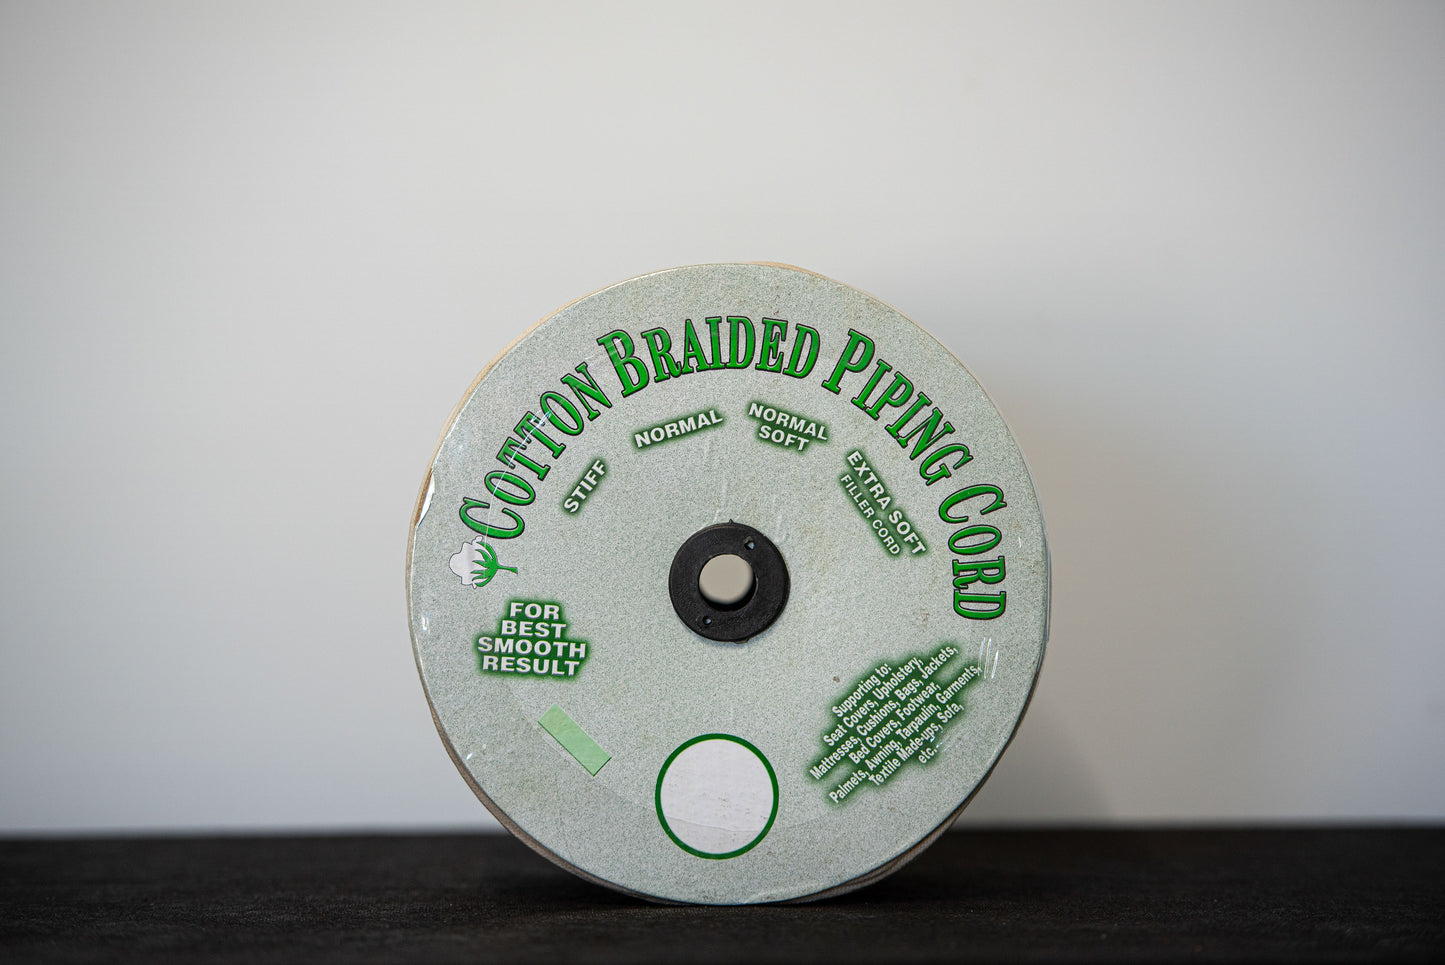 COTTON BRAIDED PIPING CORD
STIFF
NORMAL
NORMAL
SOFT
EXTRA SOFT
FILLER CORD
FOR
BEST
SMOOTH
RESULT
Supporting to:
Seat Covers, Upholstery,
Mattresses, Cushions, Bags, Jackets,
Bed Covers, Footwear,
Palmets, Awning, Tarpaulin, Garments,
Textile Made-ups, Sofa,
etc...